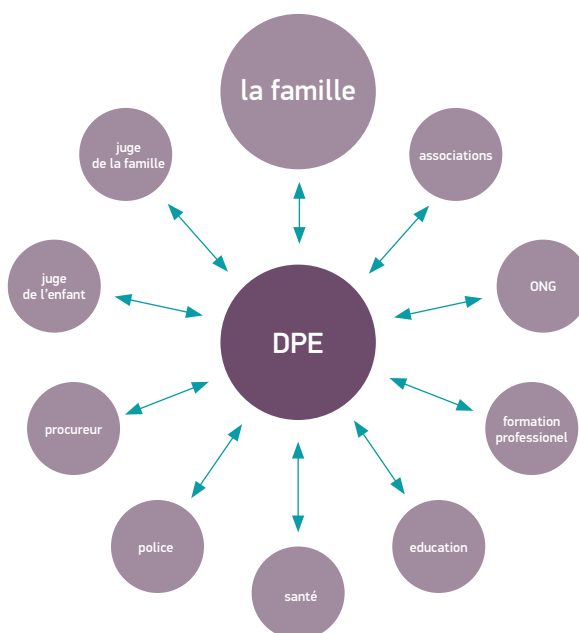 la famille
juge
de la famille
associations
juge
de l'enfant
ONG
DPE
procureur
formation
professionel
police
education
santé